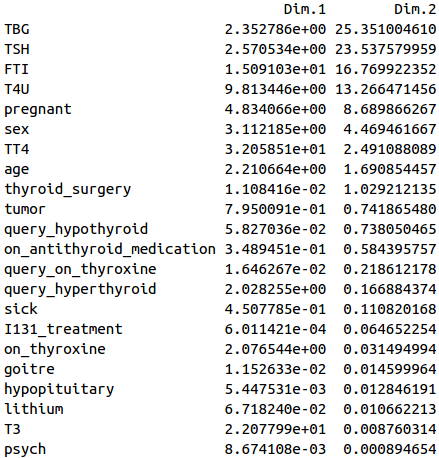 Dim.1 Dim.2
TBG 2.352786e+00 25.351004610
TSH 2.570534e+00 23.537579959
FTI 1.509103e+01 16.769922352
T4U 9.813446e+00 13.266471456
pregnant 4.834066e+00 8.689866267
sex 3.112185e+00 4.469461667
TT4 3.205851e+01 2.491088089
age 2.210664e+00 1.690854457
thyroid_surgery 1.108416e-02 1.029212135
tumor 7.950091e-01 0.741865480
query_hypothyroid 5.827036e-02 0.738050465
on_antithyroid_medication 3.489451e-01 0.584395757
query_on_thyroxine 1.646267e-02 0.218612178
query_hyperthyroid 2.028255e+00 0.166884374
sick 4.507785e-01 0.110820168
I131_treatment 6.011421e-04 0.064652254
on_thyroxine 2.076544e+00 0.031494994
goitre 1.152633e-02 0.014599964
hypopituitary 5.447531e-03 0.012846191
lithium 6.718240e-02 0.010662213
T3 2.207799e+01 0.008760314
psych 8.674108e-03 0.000894654